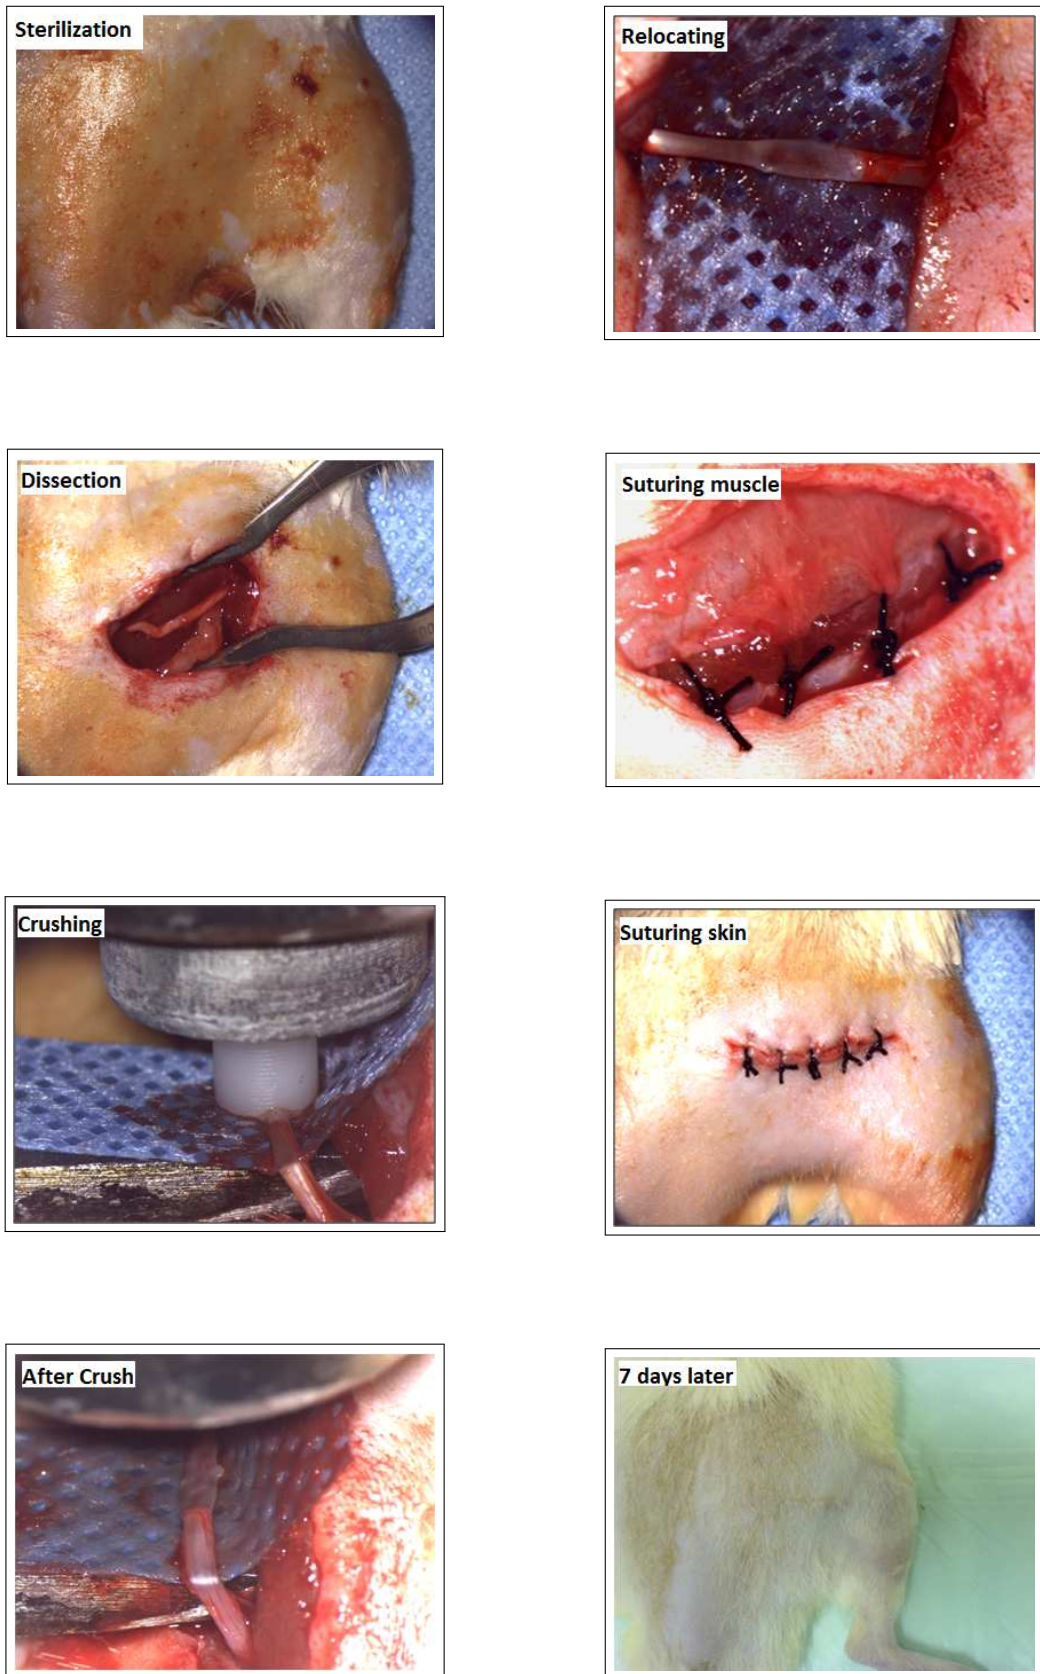 Sterilization
Relocating
Dissection
Suturing muscle
Crushing
Suturing skin
After Crush
7 days later